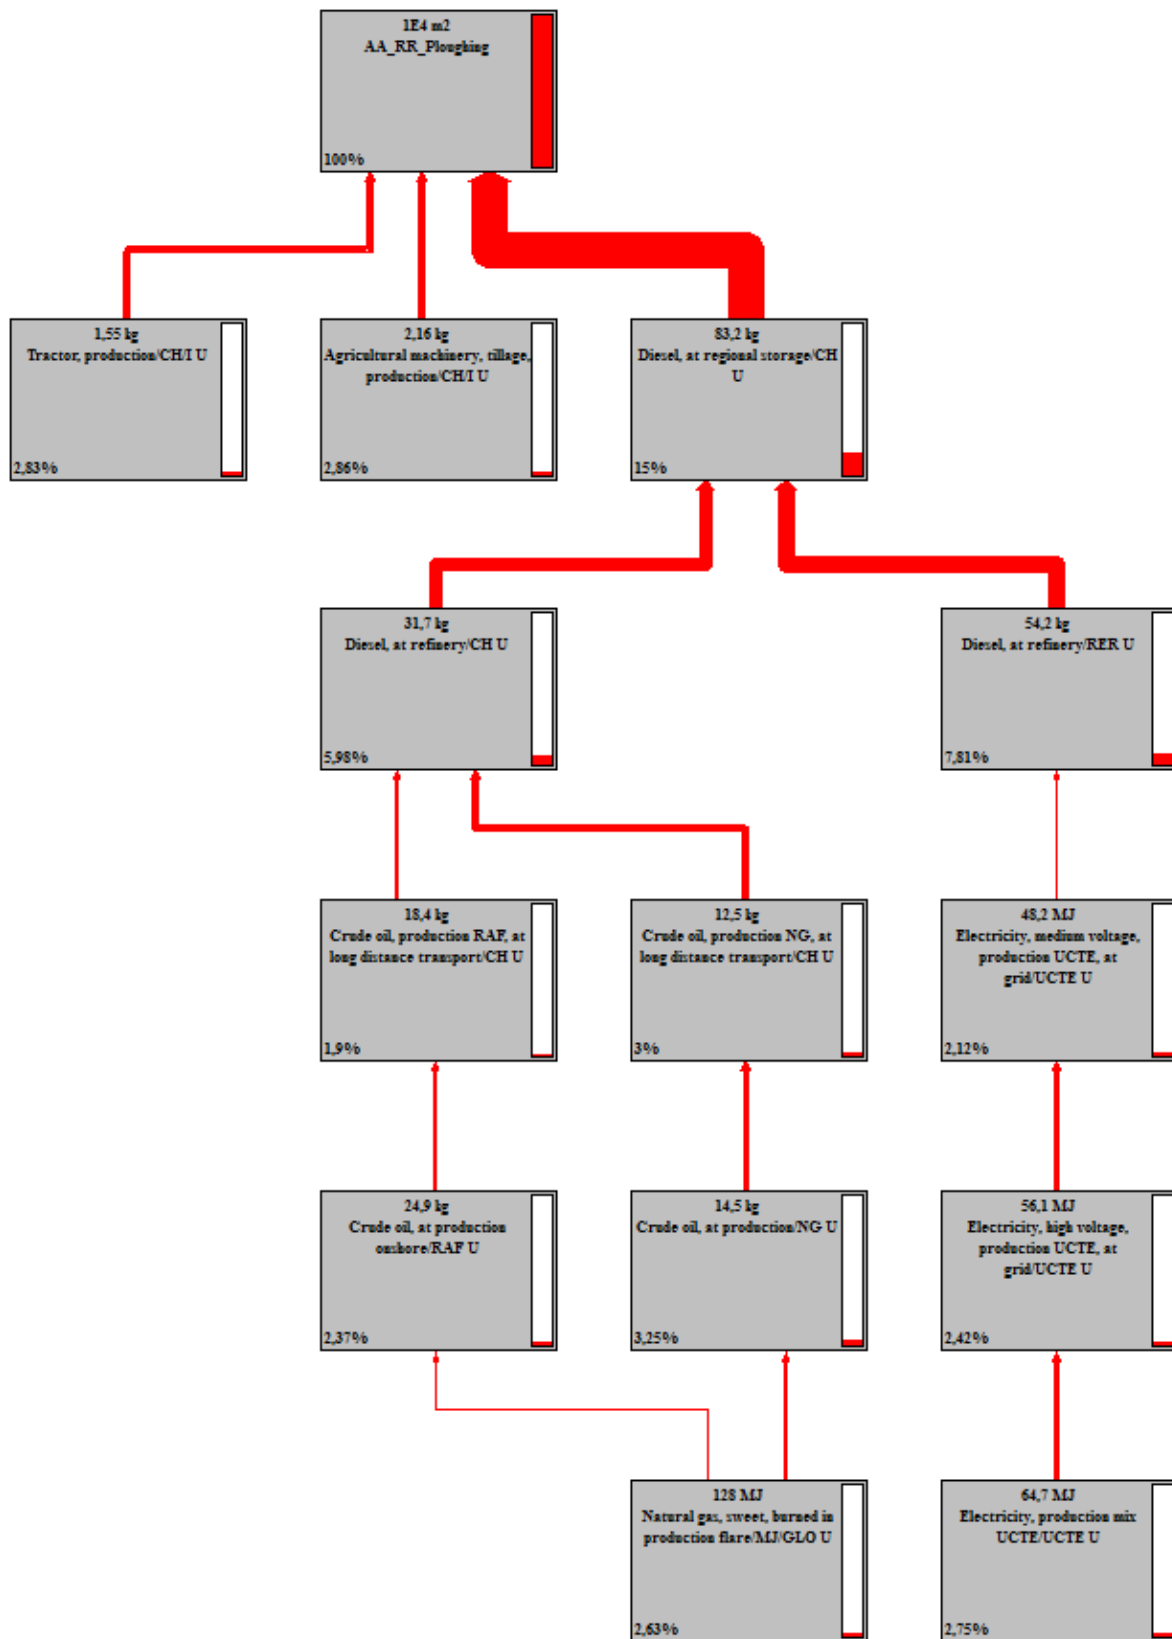 1E4 m2
AA_RR_Ploughing
100%
1,55 kg
Tractor, production/CH/I U
2,83%
2,16 kg
Agricultural machinery, tillage,
production/CH/I U
2,86%
83,2 kg
Diesel, at regional storage/CH
U
15%
31,7 kg
Diesel, at refinery/CH U
5,98%
54,2 kg
Diesel, at refinery/RER U
7,81%
18,4 kg
Crude oil, production RAF, at
long distance transport/CH U
1,9%
12,5 kg
Crude oil, production NG, at
long distance transport/CH U
3%
48,2 MJ
Electricity, medium voltage,
production UCTE, at
grid/UCTE U
2,12%
24,9 kg
Crude oil, at production
onshore/RAF U
2,37%
14,5 kg
Crude oil, at production/NG U
3,25%
56,1 MJ
Electricity, high voltage,
production UCTE, at
grid/UCTE U
2,42%
128 MJ
Natural gas, sweet, burned in
production flare/MJ/GLO U
2,63%
64,7 MJ
Electricity, production mix
UCTE/UCTE U
2,75%